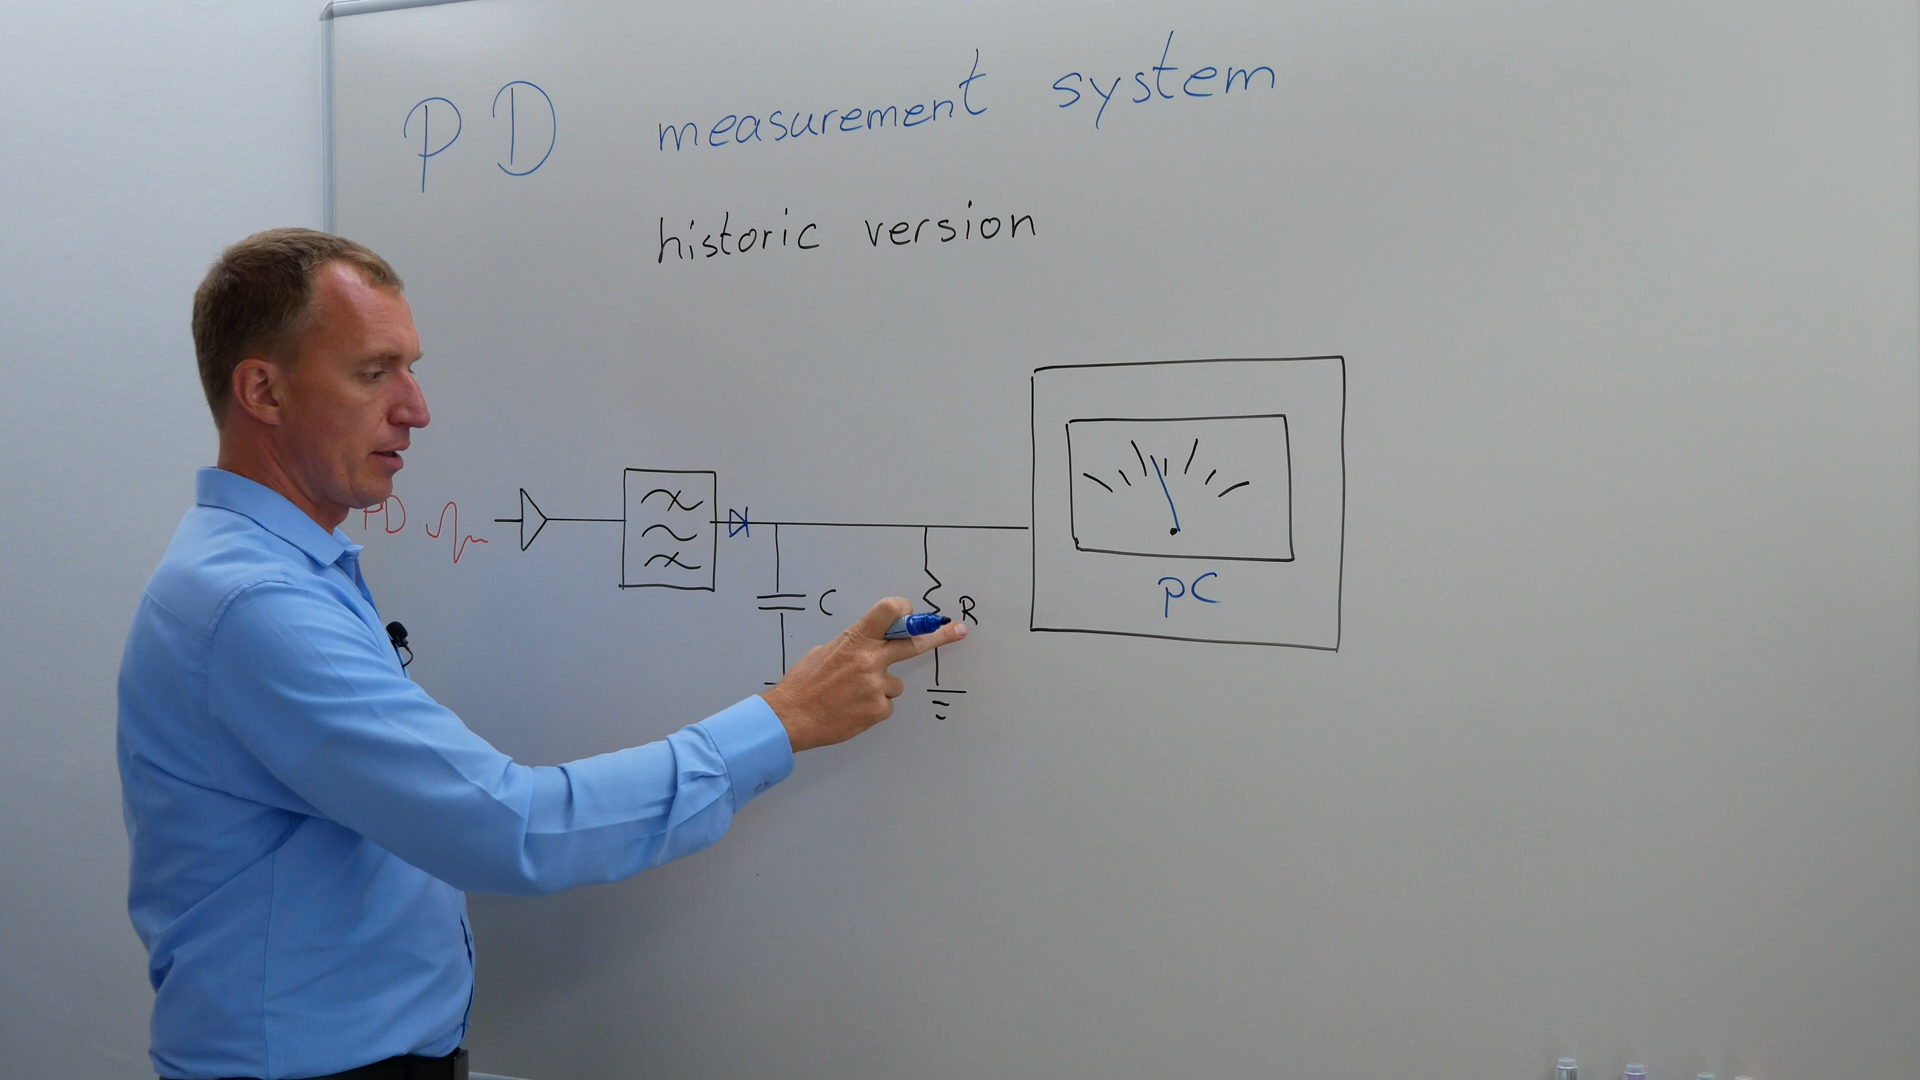 PD measurement system
historic version
PD
C
R
pC